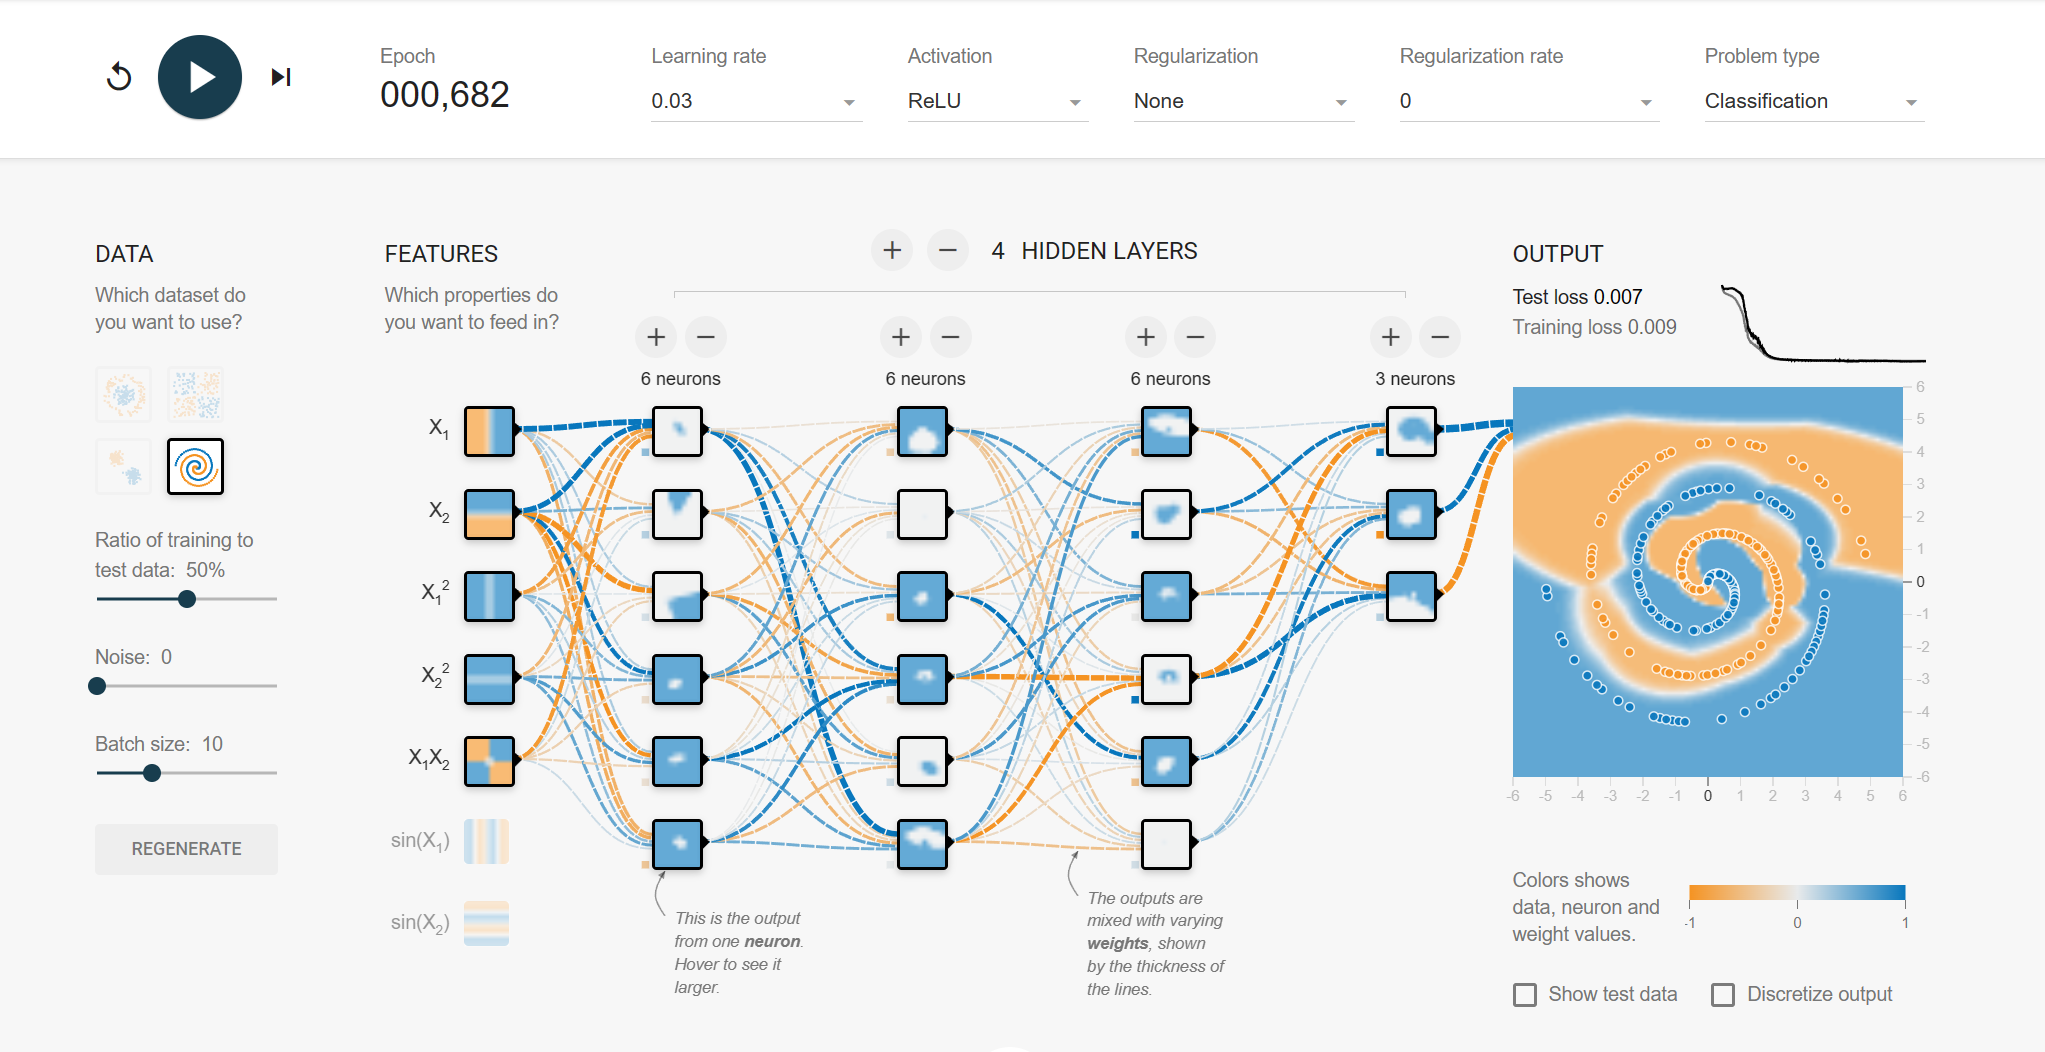 Epoch
000,682
Learning rate
0.03
Activation
ReLU
Regularization
None
Regularization rate
0
Problem type
Classification
DATA
Which dataset do
you want to use?
Ratio of training to
test data: 50%
Noise: 0
Batch size: 10
REGENERATE
FEATURES
Which properties do
you want to feed in?
X1
X2
X1²
X2²
X1X2
sin(X1)
sin(X2)
4 HIDDEN LAYERS
6 neurons
6 neurons
6 neurons
3 neurons
This is the output
from one neuron.
Hover to see it
larger.
The outputs are
mixed with varying
weights, shown
by the thickness of
the lines.
OUTPUT
Test loss 0.007
Training loss 0.009
6
5
4
3
2
1
0
-1
-2
-3
-4
-5
-6
-6 -5 -4 -3 -2 -1 0 1 2 3 4 5 6
Colors shows
data, neuron and
weight values.
-1 0 1
Show test data
Discretize output